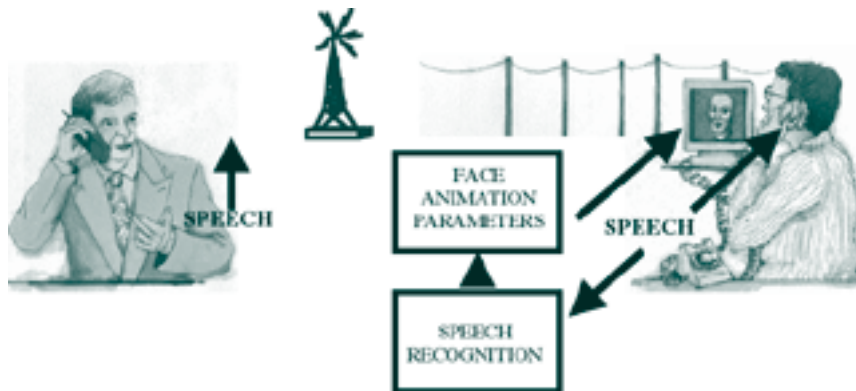 SPEECH
FACE
ANIMATION
PARAMETERS
SPEECH
SPEECH
RECOGNITION